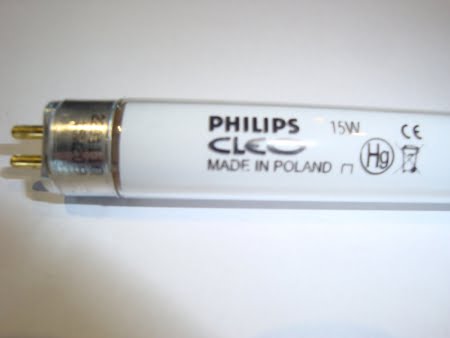 PHILIPS 15W CE
CLEO
MADE IN POLAND Hg